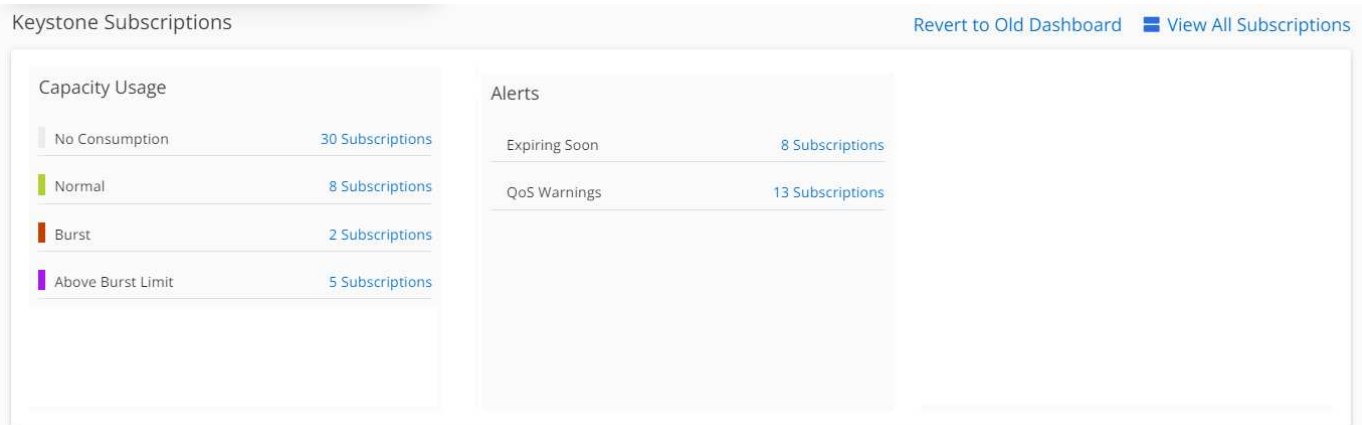 Keystone Subscriptions
Revert to Old Dashboard View All Subscriptions
Capacity Usage
No Consumption 30 Subscriptions
Normal 8 Subscriptions
Burst 2 Subscriptions
Above Burst Limit 5 Subscriptions
Alerts
Expiring Soon 8 Subscriptions
QoS Warnings 13 Subscriptions